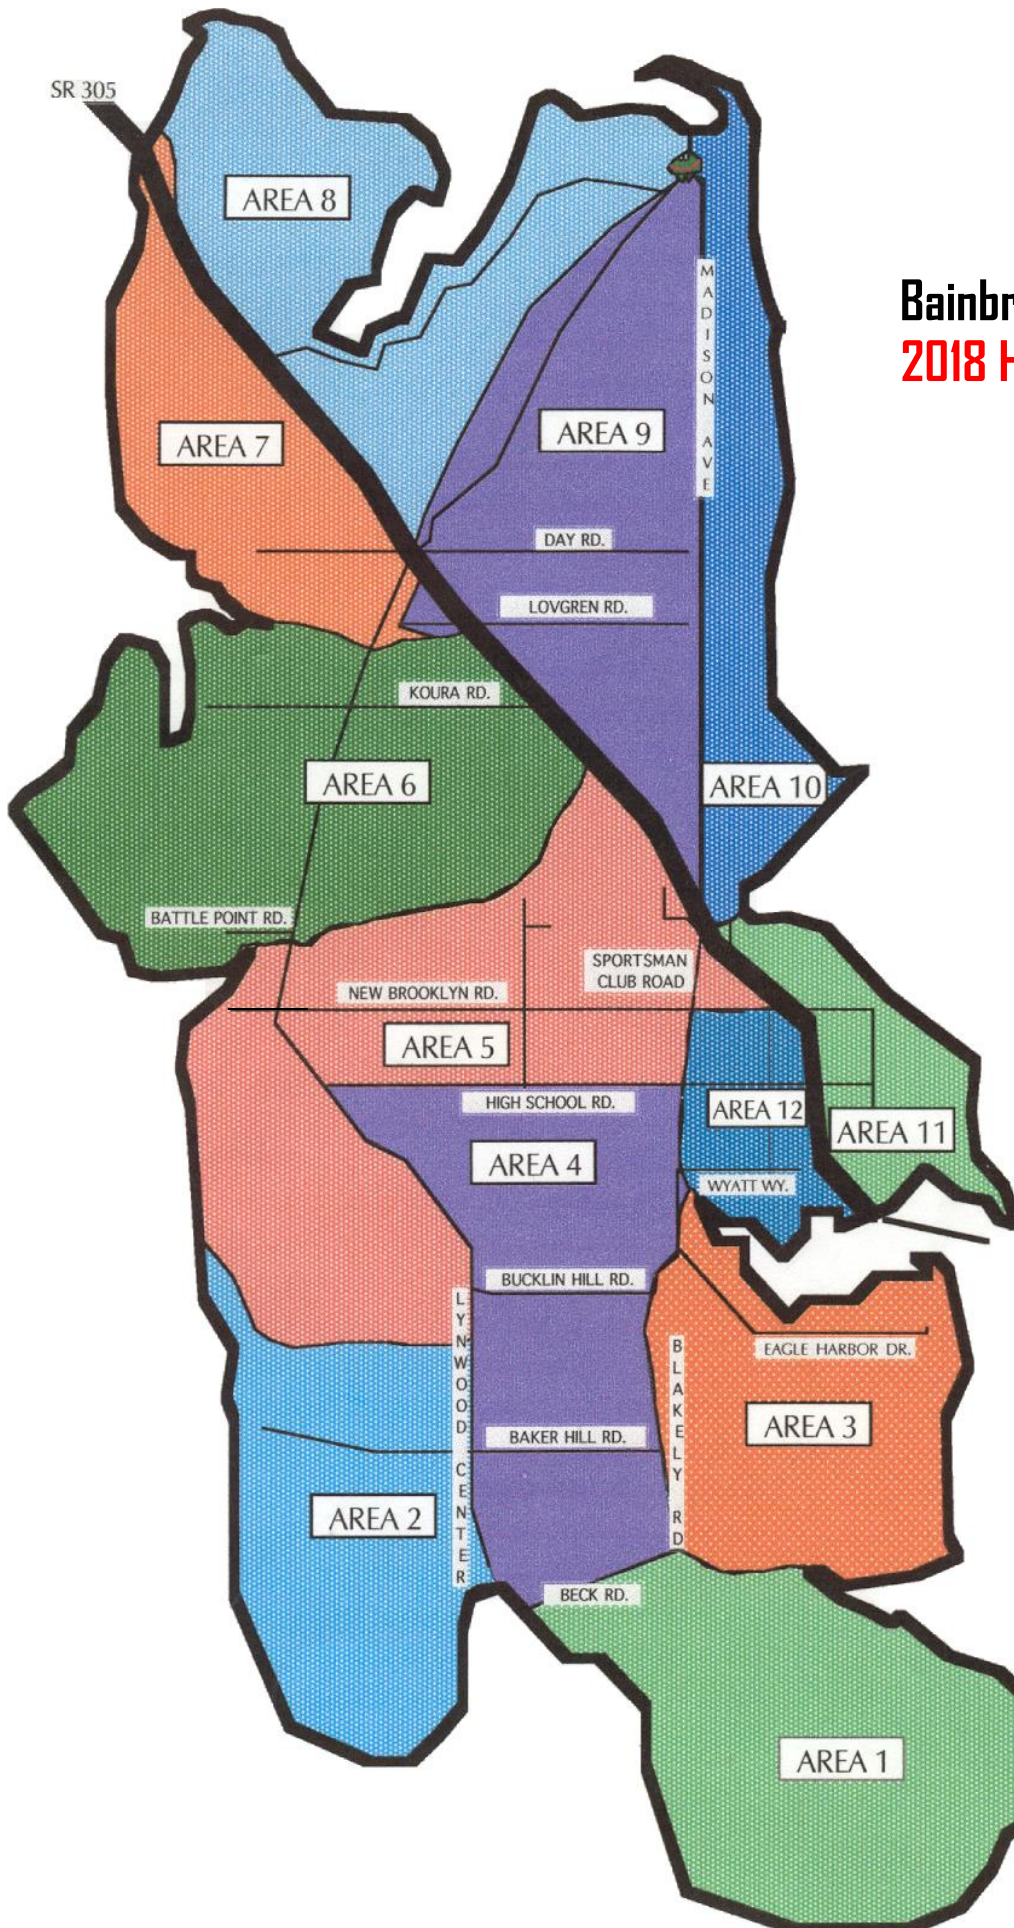 SR 305
AREA 8
MADISON AVE
Bainbr
2018 H
AREA 7
AREA 9
DAY RD.
LOVGREN RD.
KOURA RD.
AREA 6
AREA 10
BATTLE POINT RD.
SPORTSMAN
CLUB ROAD
NEW BROOKLYN RD.
AREA 5
HIGH SCHOOL RD.
AREA 12
AREA 11
AREA 4
WYATT WY.
BUCKLIN HILL RD.
LYNWOOD CENTER
EAGLE HARBOR DR.
BLAKELY RD
AREA 3
BAKER HILL RD.
AREA 2
BECK RD.
AREA 1